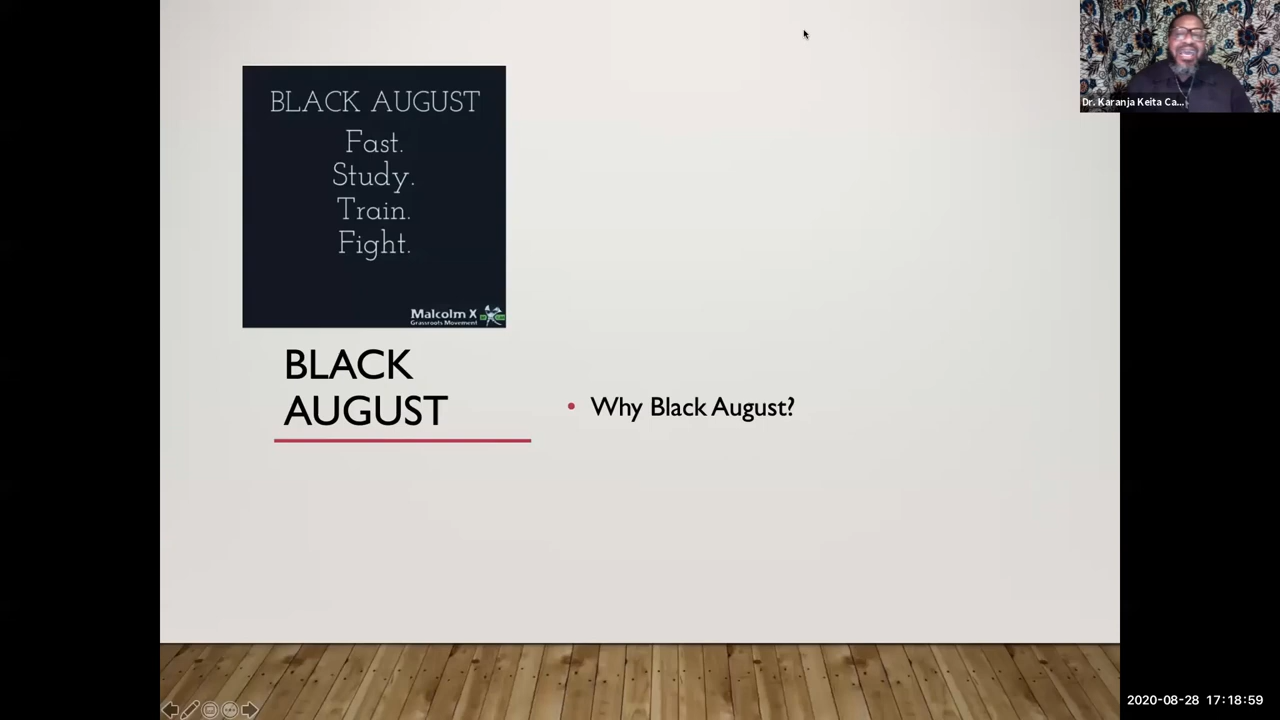 BLACK AUGUST
Fast.
Study.
Train.
Fight.
Malcolm X
Grassroots Movement
BLACK
AUGUST
• Why Black August?
Dr. Karanja Keita Ca...
2020-08-28 17:18:59